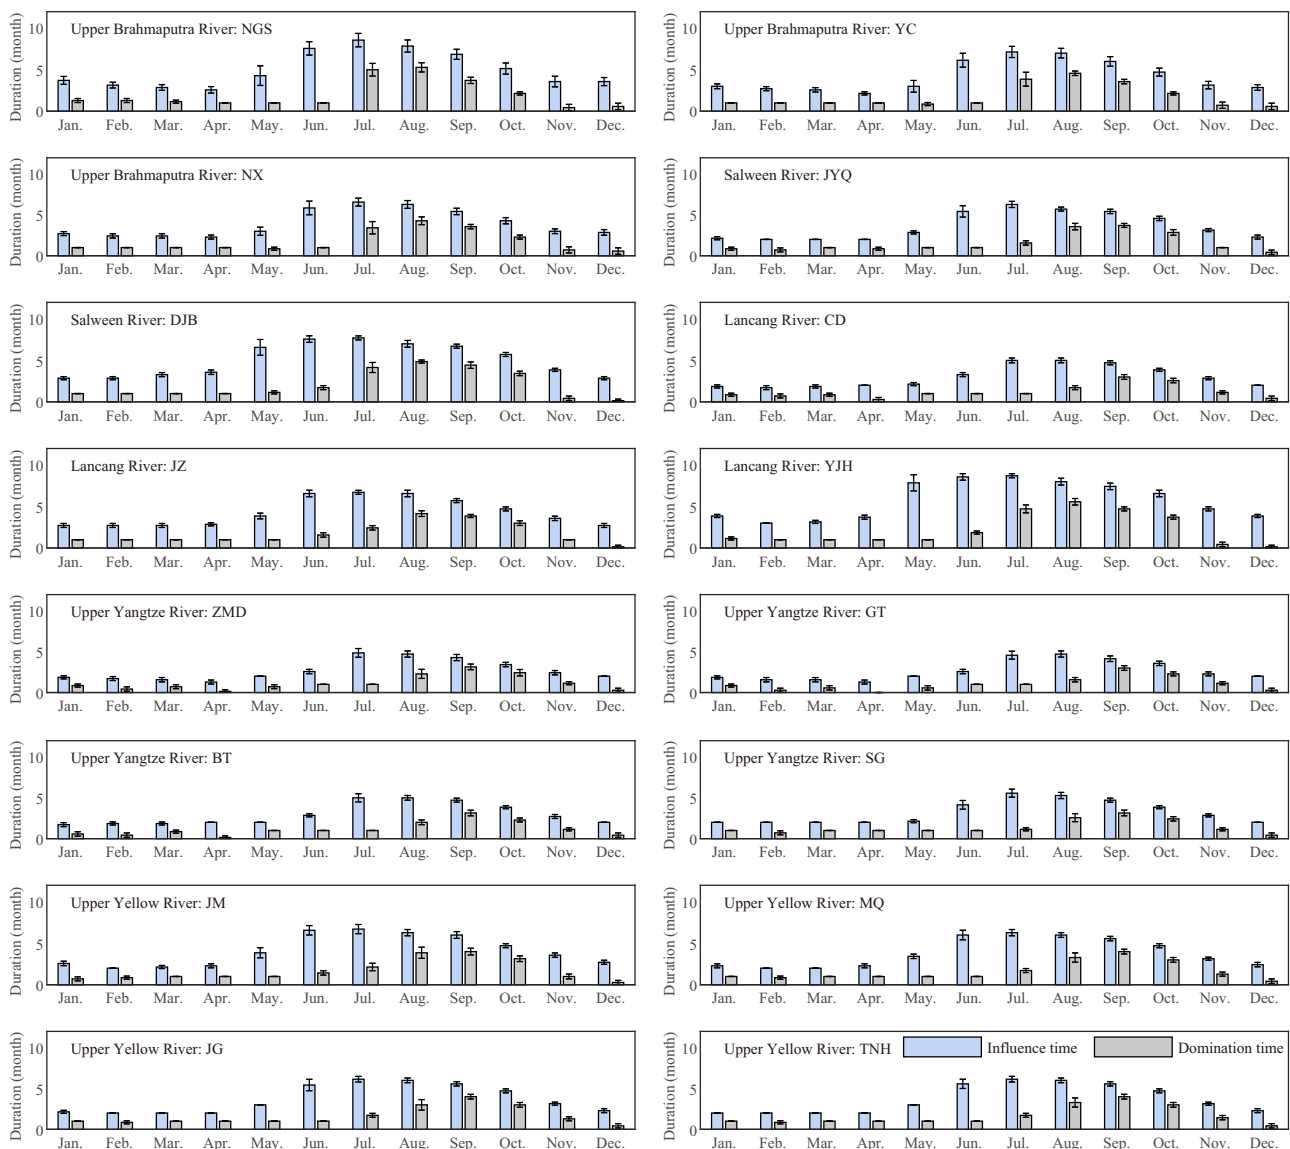 Duration (month)
10
5
0
Upper Brahmaputra River: NGS
Jan. Feb. Mar. Apr. May. Jun. Jul. Aug. Sep. Oct. Nov. Dec.
Duration (month)
10
5
0
Upper Brahmaputra River: YC
Jan. Feb. Mar. Apr. May. Jun. Jul. Aug. Sep. Oct. Nov. Dec.
Duration (month)
10
5
0
Upper Brahmaputra River: NX
Jan. Feb. Mar. Apr. May. Jun. Jul. Aug. Sep. Oct. Nov. Dec.
Duration (month)
10
5
0
Salween River: JYQ
Jan. Feb. Mar. Apr. May. Jun. Jul. Aug. Sep. Oct. Nov. Dec.
Duration (month)
10
5
0
Salween River: DJB
Jan. Feb. Mar. Apr. May. Jun. Jul. Aug. Sep. Oct. Nov. Dec.
Duration (month)
10
5
0
Lancang River: CD
Jan. Feb. Mar. Apr. May. Jun. Jul. Aug. Sep. Oct. Nov. Dec.
Duration (month)
10
5
0
Lancang River: JZ
Jan. Feb. Mar. Apr. May. Jun. Jul. Aug. Sep. Oct. Nov. Dec.
Duration (month)
10
5
0
Lancang River: YJH
Jan. Feb. Mar. Apr. May. Jun. Jul. Aug. Sep. Oct. Nov. Dec.
Duration (month)
10
5
0
Upper Yangtze River: ZMD
Jan. Feb. Mar. Apr. May. Jun. Jul. Aug. Sep. Oct. Nov. Dec.
Duration (month)
10
5
0
Upper Yangtze River: GT
Jan. Feb. Mar. Apr. May. Jun. Jul. Aug. Sep. Oct. Nov. Dec.
Duration (month)
10
5
0
Upper Yangtze River: BT
Jan. Feb. Mar. Apr. May. Jun. Jul. Aug. Sep. Oct. Nov. Dec.
Duration (month)
10
5
0
Upper Yangtze River: SG
Jan. Feb. Mar. Apr. May. Jun. Jul. Aug. Sep. Oct. Nov. Dec.
Duration (month)
10
5
0
Upper Yellow River: JM
Jan. Feb. Mar. Apr. May. Jun. Jul. Aug. Sep. Oct. Nov. Dec.
Duration (month)
10
5
0
Upper Yellow River: MQ
Jan. Feb. Mar. Apr. May. Jun. Jul. Aug. Sep. Oct. Nov. Dec.
Duration (month)
10
5
0
Upper Yellow River: JG
Jan. Feb. Mar. Apr. May. Jun. Jul. Aug. Sep. Oct. Nov. Dec.
Duration (month)
10
5
0
Upper Yellow River: TNH
Influence time
Domination time
Jan. Feb. Mar. Apr. May. Jun. Jul. Aug. Sep. Oct. Nov. Dec.